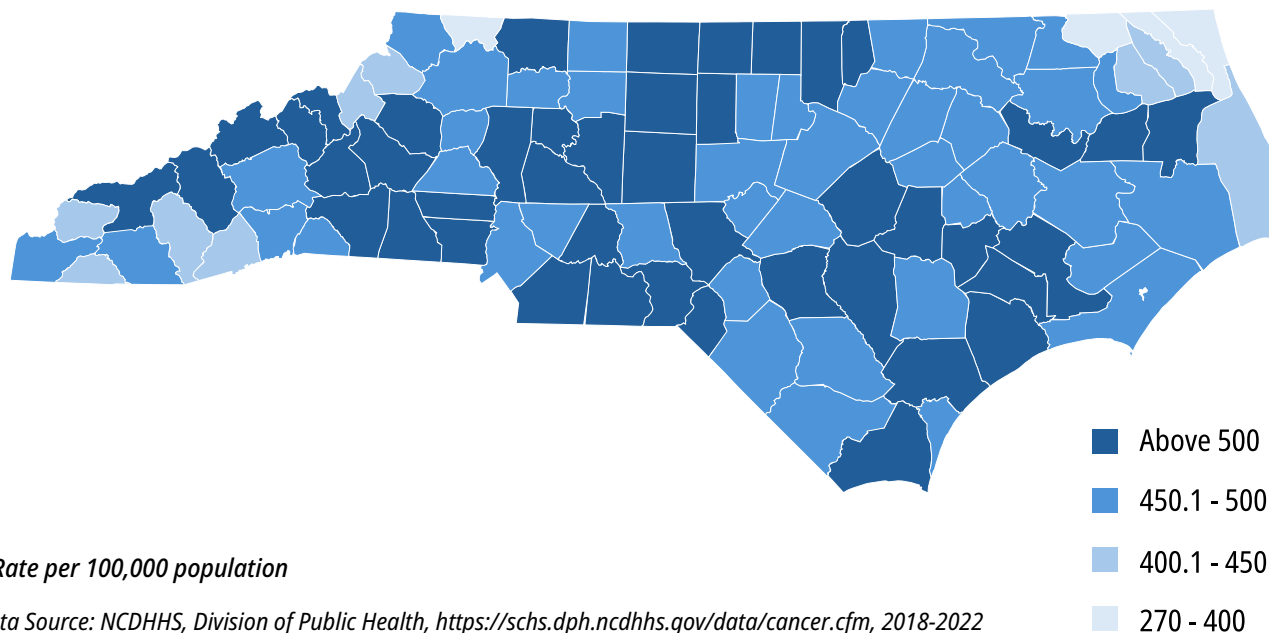 Above 500
450.1 - 500
400.1 - 450
270 - 400
Rate per 100,000 population
ta Source: NCDHHS, Division of Public Health, https://schs.dph.ncdhhs.gov/data/cancer.cfm, 2018-2022